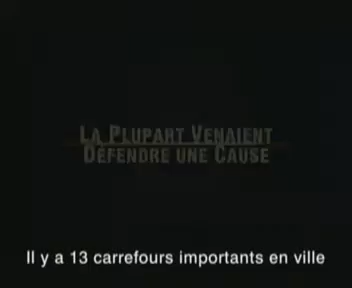 LA PLUPART VENAIENT
DÉFENDRE UNE CAUSE
Il y a 13 carrefours importants en ville